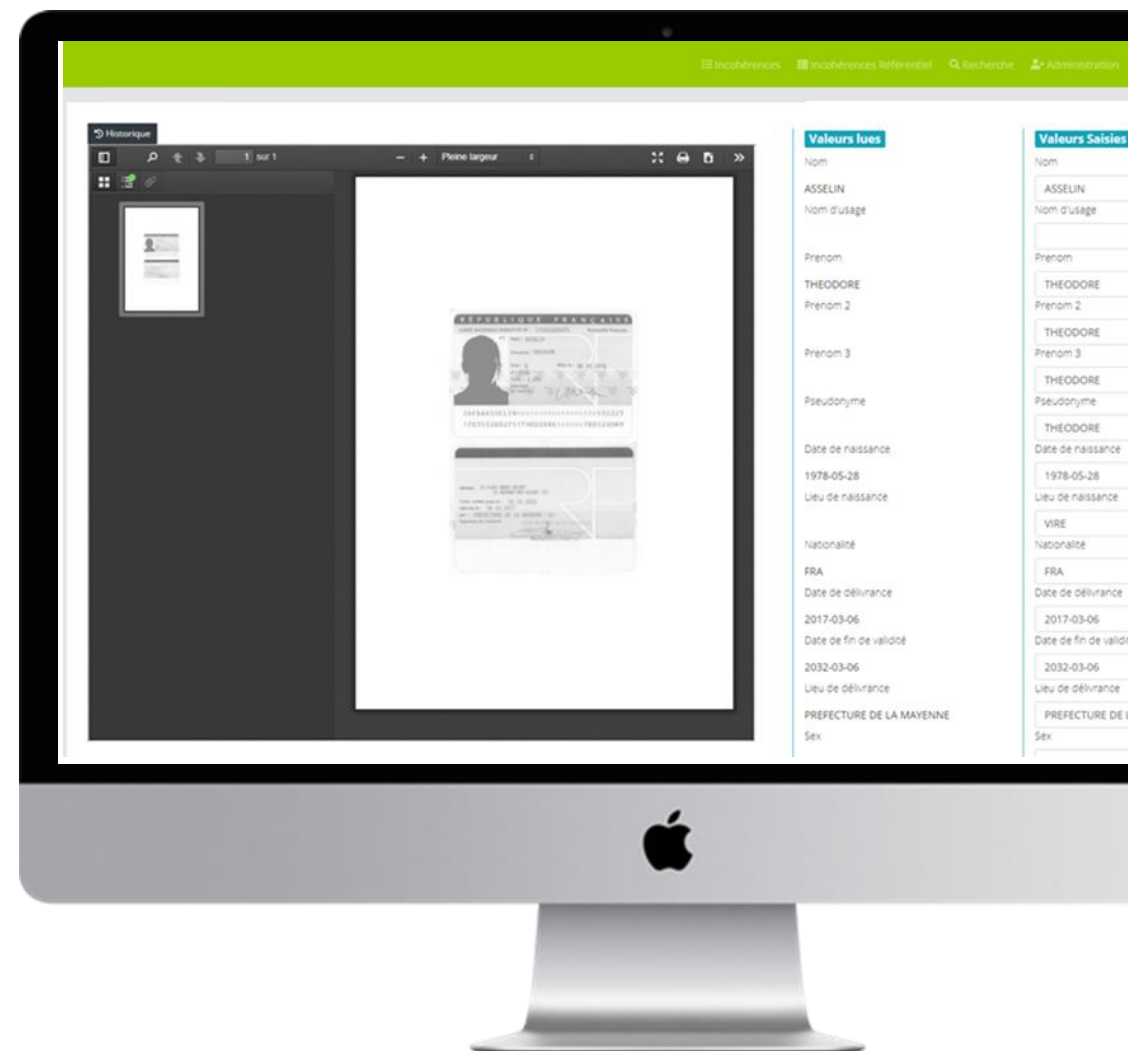 Incohérences Incohérences Référentiel Recherche Administration
Historique
1 sur 1 Pleine largeur
RÉPUBLIQUE FRANÇAISE
Valeurs lues
Nom
ASSELIN
Nom d'usage
Prenom
THEODORE
Prenom 2
Prenom 3
Pseudonyme
Date de naissance
1978-05-28
Lieu de naissance
Nationalité
FRA
Date de délivrance
2017-03-06
Date de fin de validité
2032-03-06
Lieu de délivrance
PREFECTURE DE LA MAYENNE
Sex
Valeurs Saisies
Nom
ASSELIN
Nom d'usage
Prenom
THEODORE
Prenom 2
THEODORE
Prenom 3
THEODORE
Pseudonyme
THEODORE
Date de naissance
1978-05-28
Lieu de naissance
VIRE
Nationalité
FRA
Date de délivrance
2017-03-06
Date de fin de validi
2032-03-06
Lieu de délivrance
PREFECTURE DE L
Sex